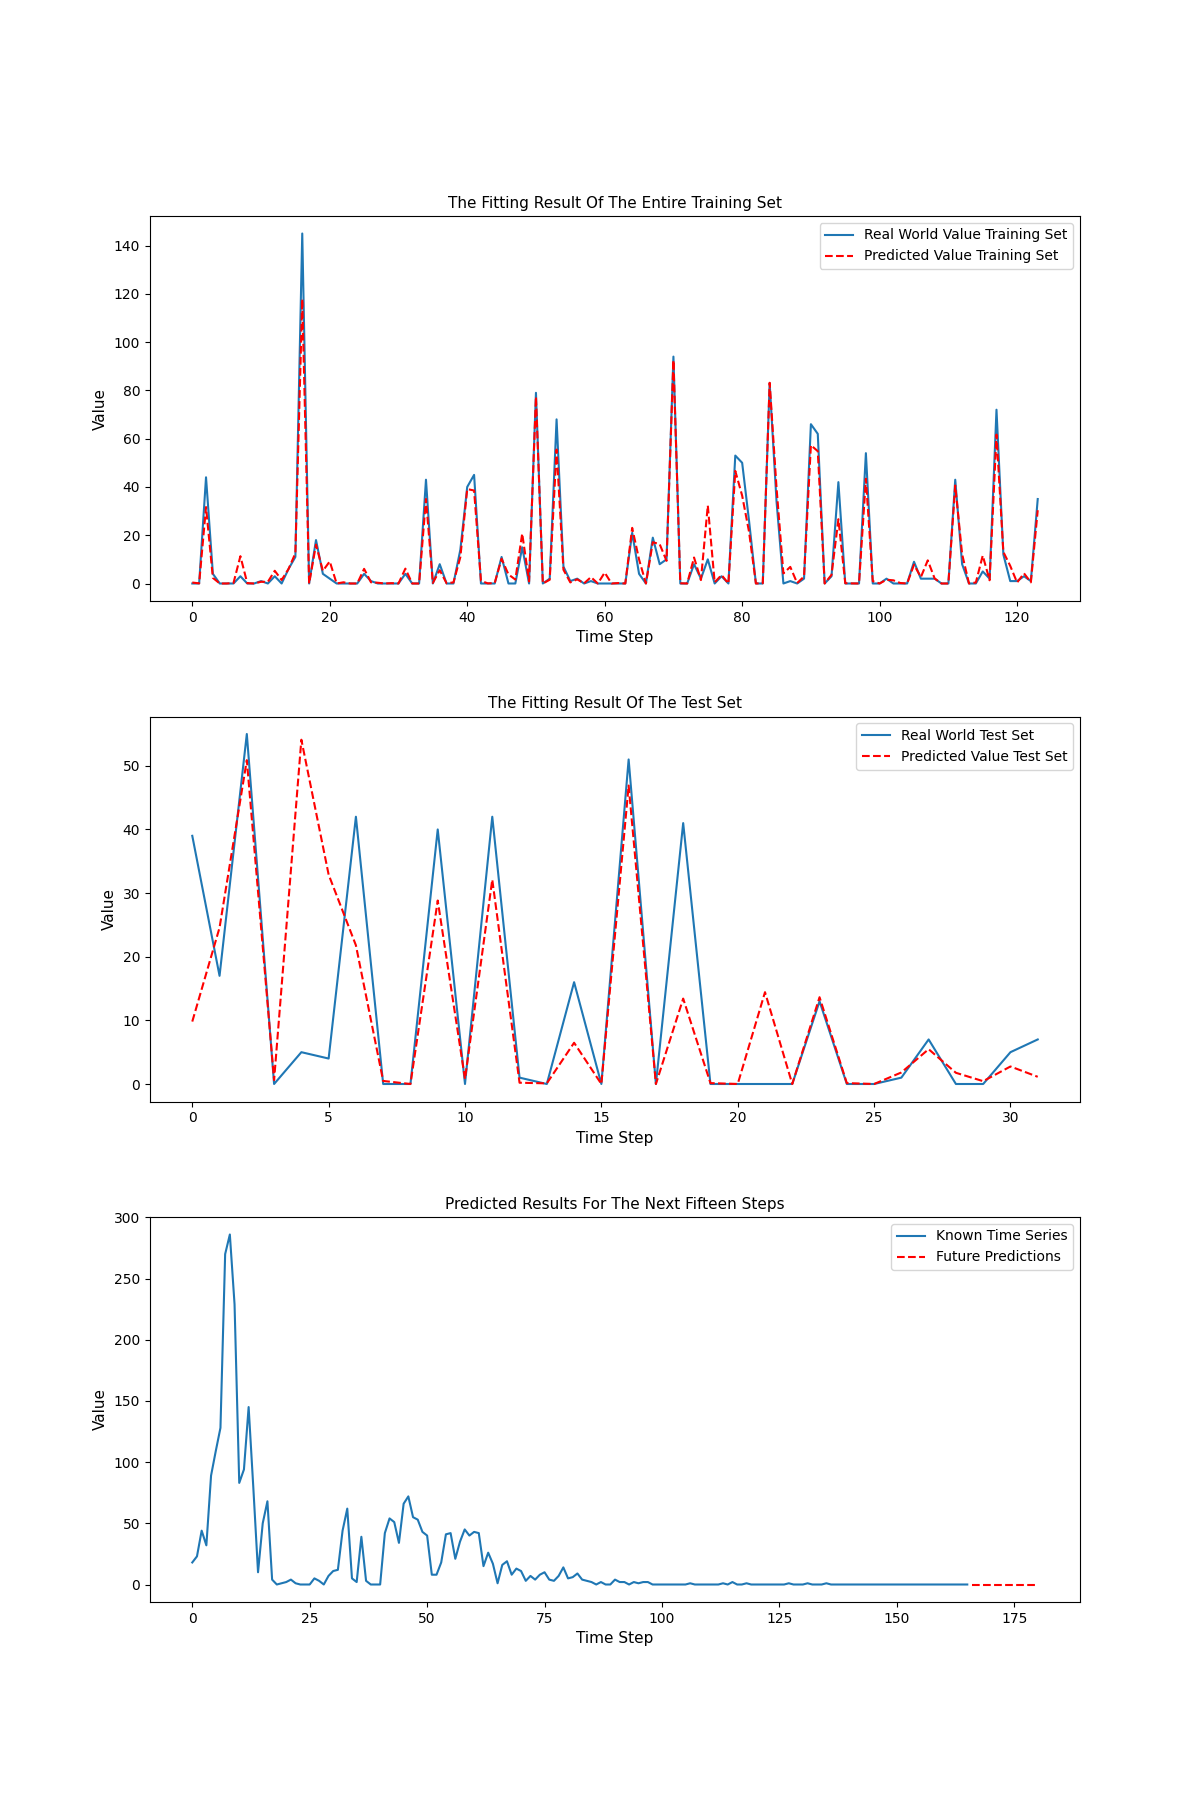 The Fitting Result Of The Entire Training Set
Real World Value Training Set
Predicted Value Training Set
Value
140
120
100
80
60
40
20
0
0 20 40 60 80 100 120
Time Step
The Fitting Result Of The Test Set
Real World Test Set
Predicted Value Test Set
Value
50
40
30
20
10
0
0 5 10 15 20 25 30
Time Step
Predicted Results For The Next Fifteen Steps
Known Time Series
Future Predictions
Value
300
250
200
150
100
50
0
0 25 50 75 100 125 150 175
Time Step